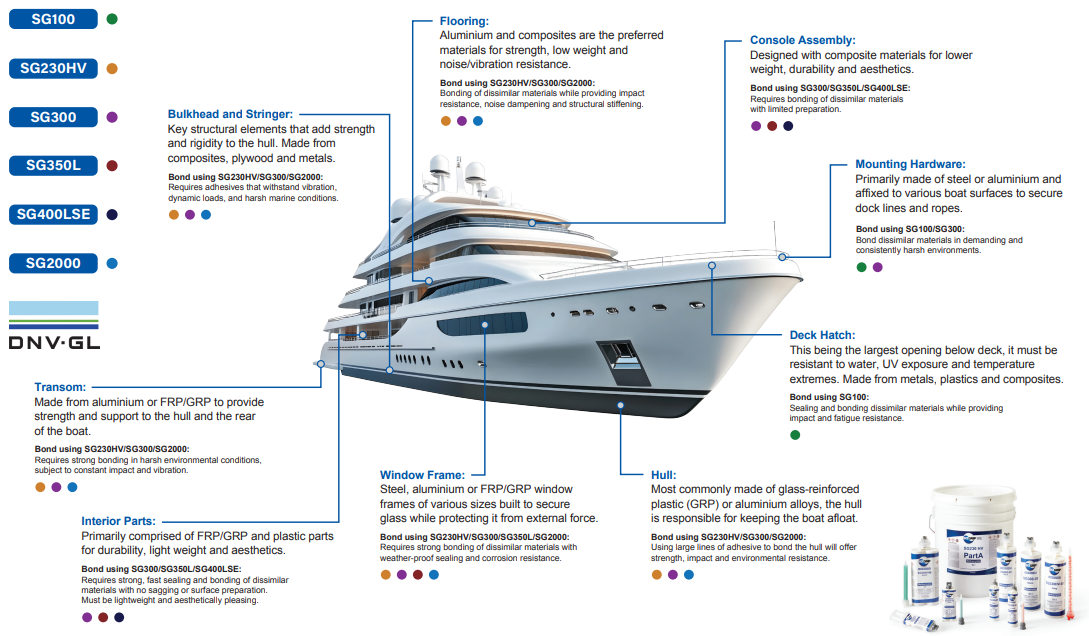 SG100
SG230HV
SG300
SG350L
SG400LSE
SG2000
DNV·GL
Flooring:
Aluminium and composites are the preferred
materials for strength, low weight and
noise/vibration resistance.
Bond using SG230HV/SG300/SG2000:
Bonding of dissimilar materials while providing impact
resistance, noise dampening and structural stiffening.
Console Assembly:
Designed with composite materials for lower
weight, durability and aesthetics.
Bond using SG300/SG350L/SG400LSE:
Requires bonding of dissimilar materials
with limited preparation.
Bulkhead and Stringer:
Key structural elements that add strength
and rigidity to the hull. Made from
composites, plywood and metals.
Bond using SG230HV/SG300/SG2000:
Requires adhesives that withstand vibration,
dynamic loads, and harsh marine conditions.
Mounting Hardware:
Primarily made of steel or aluminium and
affixed to various boat surfaces to secure
dock lines and ropes.
Bond using SG100/SG300:
Bond dissimilar materials in demanding and
consistently harsh environments.
Deck Hatch:
This being the largest opening below deck, it must be
resistant to water, UV exposure and temperature
extremes. Made from metals, plastics and composites.
Bond using SG100:
Sealing and bonding dissimilar materials while providing
impact and fatigue resistance.
Transom:
Made from aluminium or FRP/GRP to provide
strength and support to the hull and the rear
of the boat.
Bond using SG230HV/SG300/SG2000:
Requires strong bonding in harsh environmental conditions,
subject to constant impact and vibration.
Window Frame:
Steel, aluminium or FRP/GRP window
frames of various sizes built to secure
glass while protecting it from external force.
Bond using SG230HV/SG300/SG350L/SG2000:
Requires strong bonding of dissimilar materials with
weather-proof sealing and corrosion resistance.
Hull:
Most commonly made of glass-reinforced
plastic (GRP) or aluminium alloys, the hull
is responsible for keeping the boat afloat.
Bond using SG230HV/SG300/SG2000:
Using large lines of adhesive to bond the hull will offer
strength, impact and environmental resistance.
Interior Parts:
Primarily comprised of FRP/GRP and plastic parts
for durability, light weight and aesthetics.
Bond using SG300/SG350L/SG400LSE:
Requires strong, fast sealing and bonding of dissimilar
materials with no sagging or surface preparation.
Must be lightweight and aesthetically pleasing.
SG230 HV
PartA